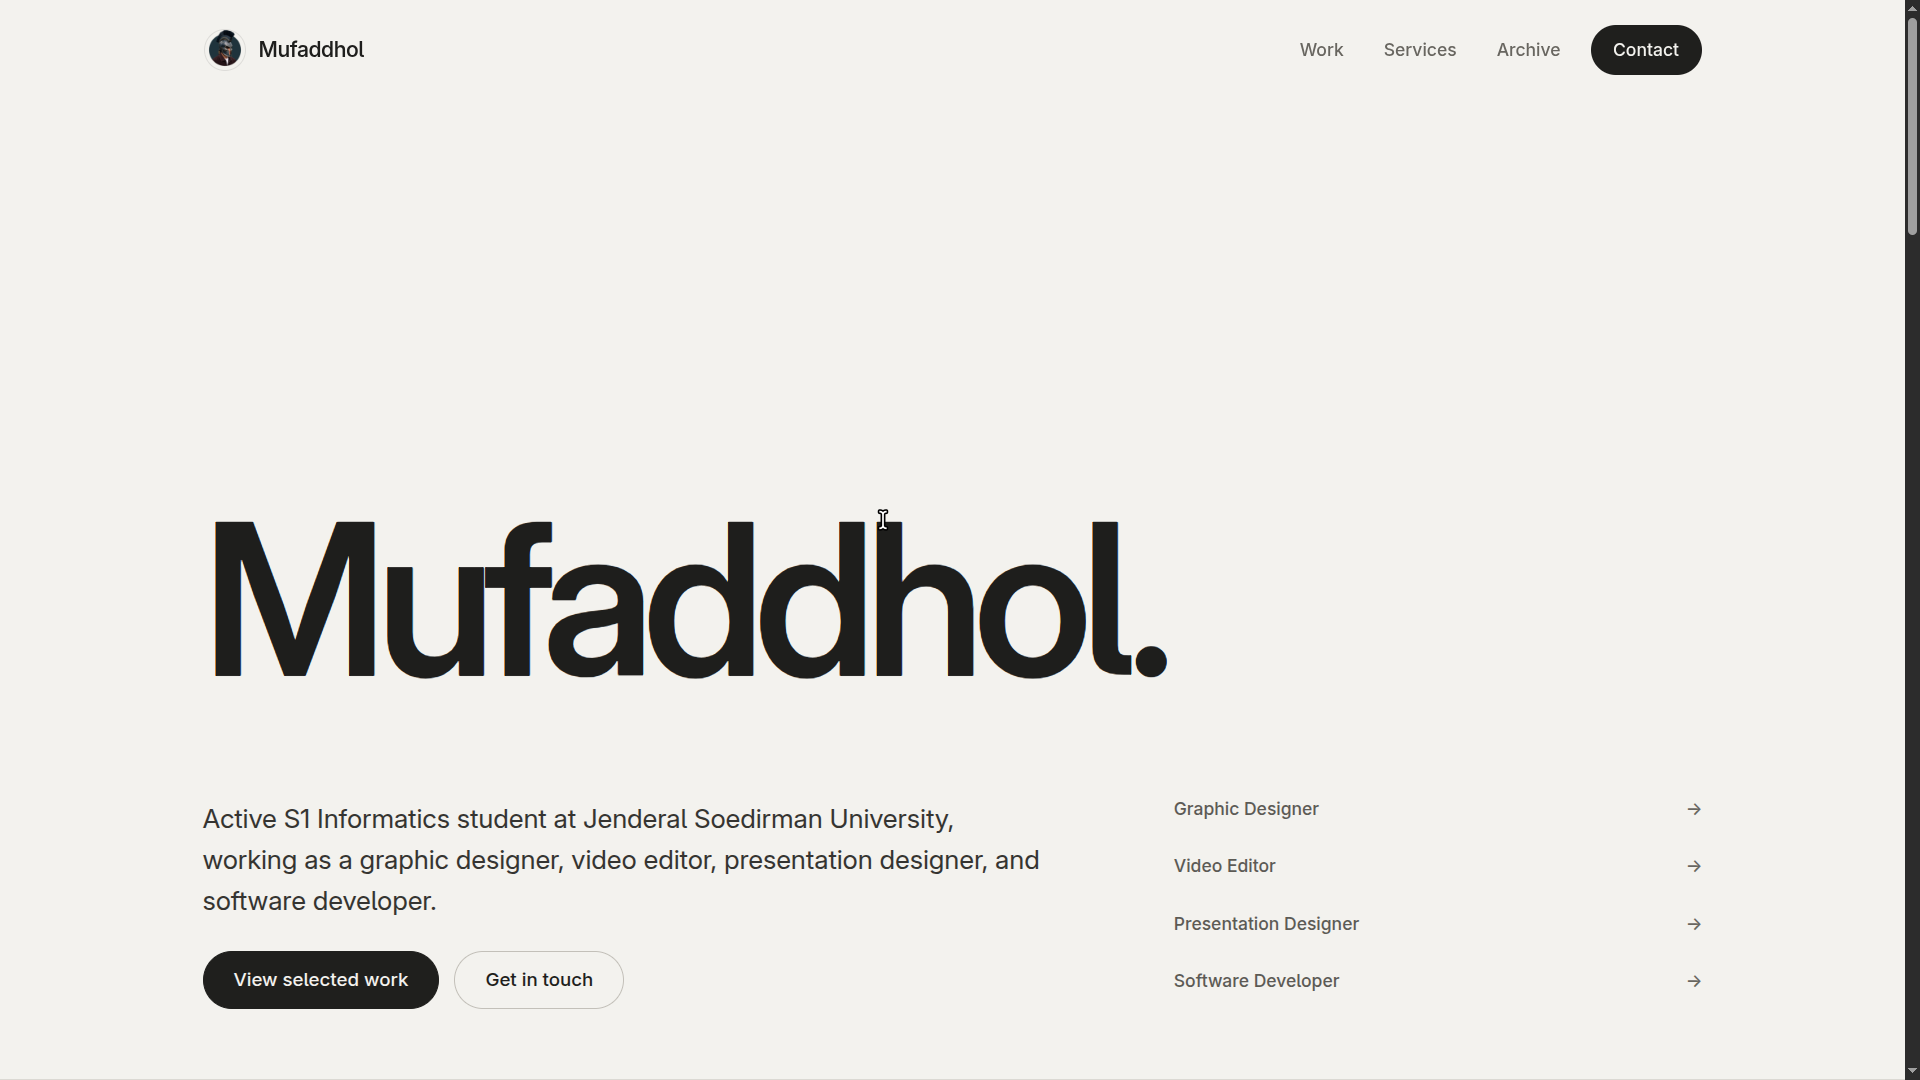 Mufaddhol
Work
Services
Archive
Contact
Mufaddhol.
Active S1 Informatics student at Jenderal Soedirman University,
working as a graphic designer, video editor, presentation designer, and
software developer.
View selected work
Get in touch
Graphic Designer →
Video Editor →
Presentation Designer →
Software Developer →